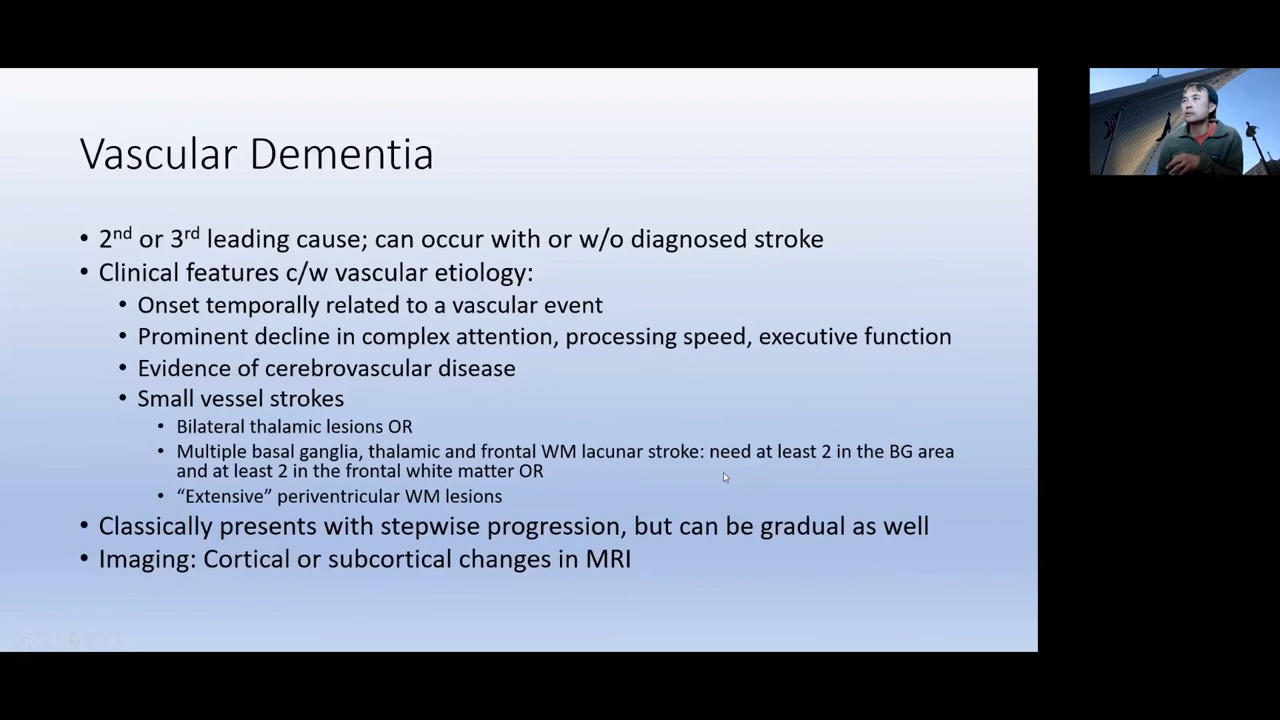 Vascular Dementia
• 2nd or 3rd leading cause; can occur with or w/o diagnosed stroke
• Clinical features c/w vascular etiology:
• Onset temporally related to a vascular event
• Prominent decline in complex attention, processing speed, executive function
• Evidence of cerebrovascular disease
• Small vessel strokes
• Bilateral thalamic lesions OR
• Multiple basal ganglia, thalamic and frontal WM lacunar stroke: need at least 2 in the BG area
and at least 2 in the frontal white matter OR
• “Extensive” periventricular WM lesions
• Classically presents with stepwise progression, but can be gradual as well
• Imaging: Cortical or subcortical changes in MRI